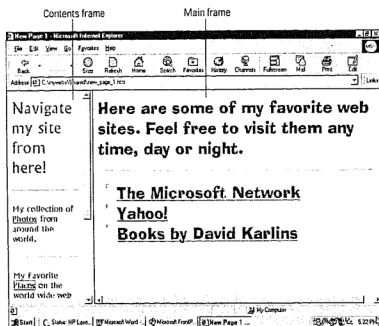 Contents frame
Main frame
New Page 1 - Microsoft Internet Explorer
File Edit View Go Favorites Help
Back Stop Refresh Home Search Favorites History Channels Fullscreen Mail Print Edit
Address
Links
Navigate
my site
from
here!
My collection of
Photos from
around the
world.
My Favorite
Places on the
world wide web
Here are some of my favorite web
sites. Feel free to visit them any
time, day or night.
The Microsoft Network
Yahoo!
Books by David Karlins
My Computer
Start
Microsoft Word
New Page 1
5:22 PM